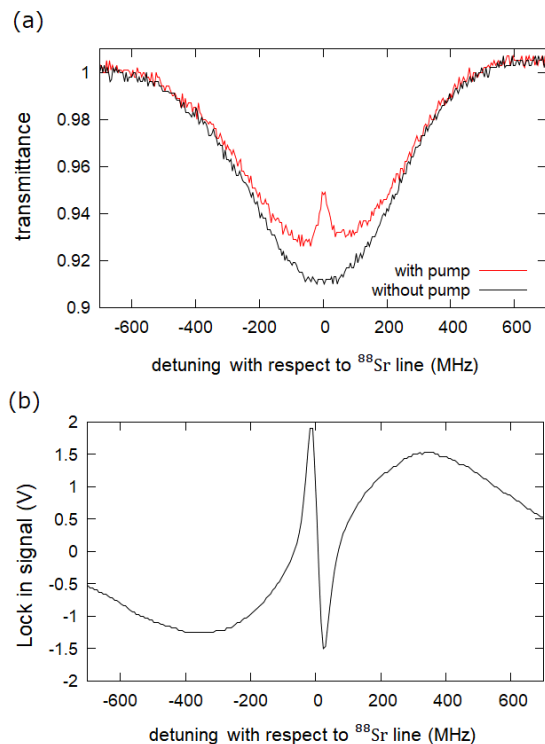 (a)
transmittance
1
0.98
0.96
0.94
0.92
0.9
with pump
without pump
-600 -400 -200 0 200 400 600
detuning with respect to ⁸⁸Sr line (MHz)
(b)
Lock in signal (V)
2
1.5
1
0.5
0
-0.5
-1
-1.5
-2
-600 -400 -200 0 200 400 600
detuning with respect to ⁸⁸Sr line (MHz)